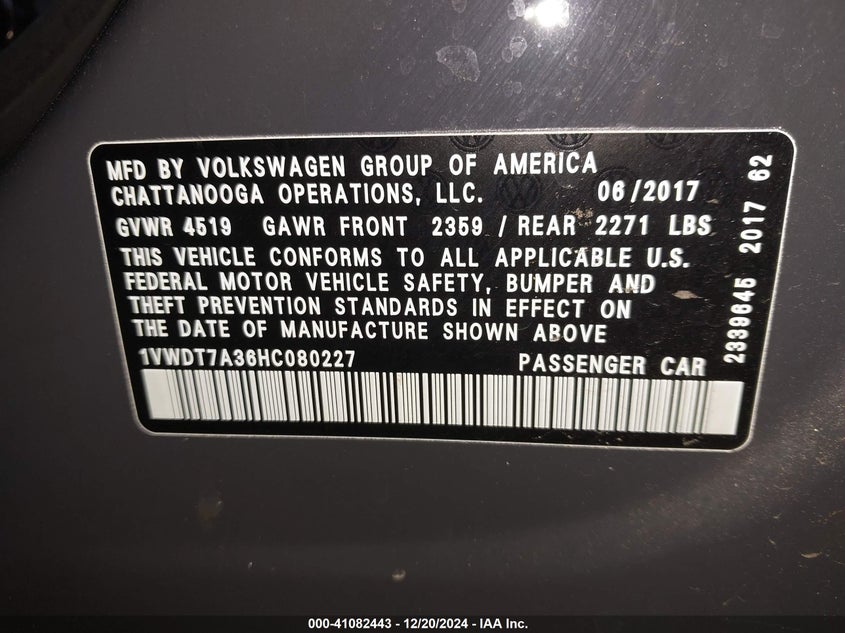 MFD BY VOLKSWAGEN GROUP OF AMERICA
CHATTANOOGA OPERATIONS, LLC. 06/2017
GVWR 4519 GAWR FRONT 2359 / REAR 2271 LBS
THIS VEHICLE CONFORMS TO ALL APPLICABLE U.S.
FEDERAL MOTOR VEHICLE SAFETY, BUMPER AND
THEFT PREVENTION STANDARDS IN EFFECT ON
THE DATE OF MANUFACTURE SHOWN ABOVE
1VWDT7A36HC080227 PASSENGER CAR
2339645 2017 62
000-41082443 - 12/20/2024 - IAA Inc.